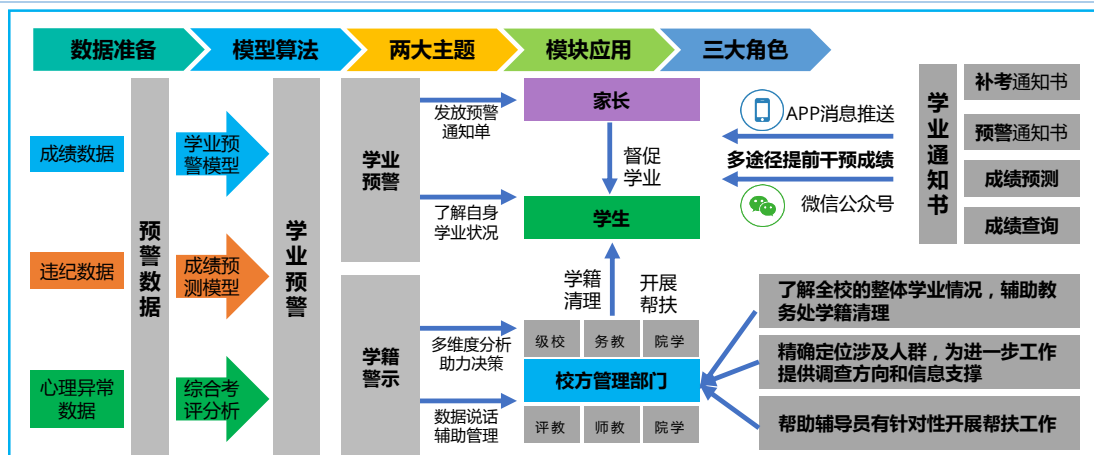 数据准备
模型算法
两大主题
模块应用
三大角色
成绩数据
违纪数据
心理异常
数据
预警数据
学业预
警模型
成绩预
测模型
综合考
评分析
学业预警
学业
预警
学籍
警示
发放预警
通知单
了解自身
学业状况
多维度分析
助力决策
数据说话
辅助管理
家长
督促
学业
学生
学籍
清理
开展
帮扶
级校
务教
院学
校方管理部门
评教
师教
院学
APP消息推送
多途径提前干预成绩
微信公众号
学业通知书
补考通知书
预警通知书
成绩预测
成绩查询
了解全校的整体学业情况，辅助教
务处学籍清理
精确定位涉及人群，为进一步工作
提供调查方向和信息支撑
帮助辅导员有针对性开展帮扶工作